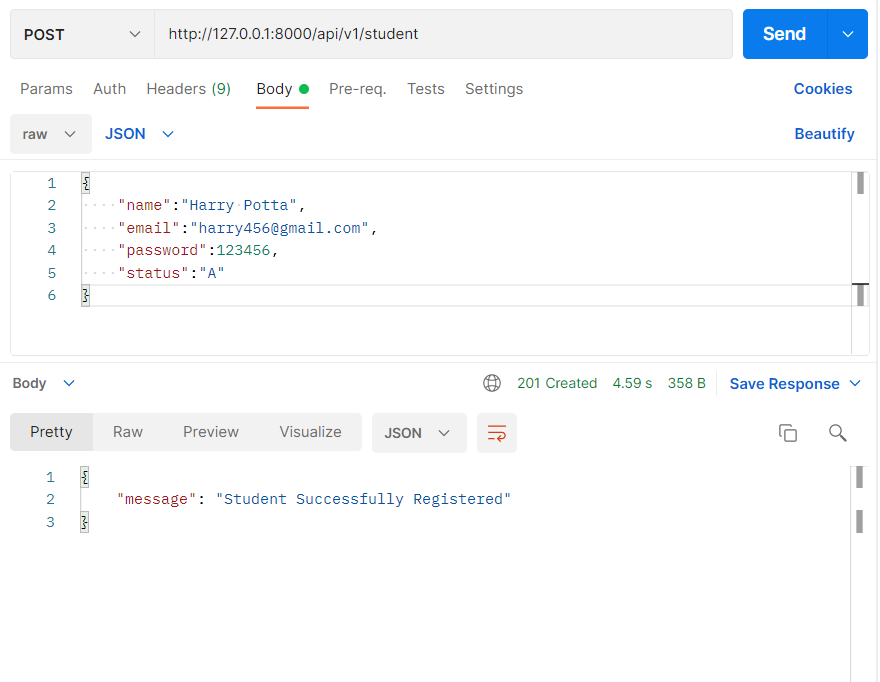 POST http://127.0.0.1:8000/api/v1/student Send
Params Auth Headers (9) Body Pre-req. Tests Settings Cookies
raw JSON Beautify
1 {
2 "name":"Harry Potta",
3 "email":"harry456@gmail.com",
4 "password":123456,
5 "status":"A"
6 }
Body 201 Created 4.59 s 358 B Save Response
Pretty Raw Preview Visualize JSON
1 {
2 "message": "Student Successfully Registered"
3 }